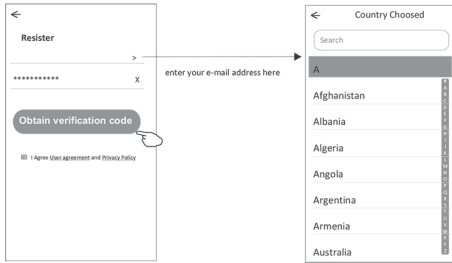 Resister
>
*********** X
Obtain verification code
I Agree User agreement and Privacy Policy
enter your e-mail address here
Country Choosed
Search
A
Afghanistan
Albania
Algeria
Angola
Argentina
Armenia
Australia